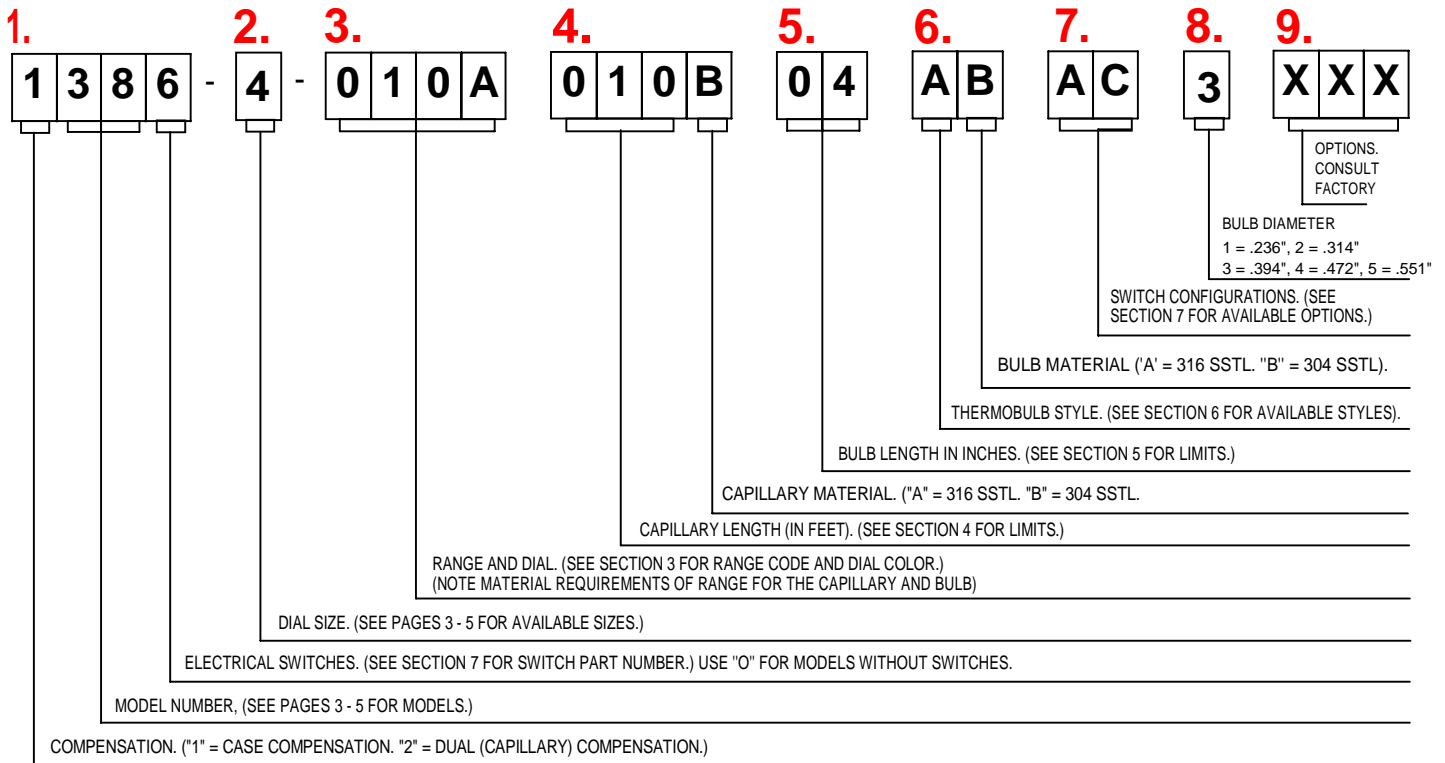 1. 2. 3. 4. 5. 6. 7. 8. 9.
1 3 8 6 - 4 - 0 1 0 A 0 1 0 B 0 4 A B A C 3 X X X
OPTIONS.
CONSULT
FACTORY
BULB DIAMETER
1 = .236", 2 = .314"
3 = .394", 4 = .472", 5 = .551"
SWITCH CONFIGURATIONS. (SEE
SECTION 7 FOR AVAILABLE OPTIONS.)
BULB MATERIAL ('A' = 316 SSTL. "B" = 304 SSTL).
THERMOBULB STYLE. (SEE SECTION 6 FOR AVAILABLE STYLES).
BULB LENGTH IN INCHES. (SEE SECTION 5 FOR LIMITS.)
CAPILLARY MATERIAL. ("A" = 316 SSTL. "B" = 304 SSTL.
CAPILLARY LENGTH (IN FEET). (SEE SECTION 4 FOR LIMITS.)
RANGE AND DIAL. (SEE SECTION 3 FOR RANGE CODE AND DIAL COLOR.)
(NOTE MATERIAL REQUIREMENTS OF RANGE FOR THE CAPILLARY AND BULB)
DIAL SIZE. (SEE PAGES 3 - 5 FOR AVAILABLE SIZES.)
ELECTRICAL SWITCHES. (SEE SECTION 7 FOR SWITCH PART NUMBER.) USE "O" FOR MODELS WITHOUT SWITCHES.
MODEL NUMBER, (SEE PAGES 3 - 5 FOR MODELS.)
COMPENSATION. ("1" = CASE COMPENSATION. "2" = DUAL (CAPILLARY) COMPENSATION.)